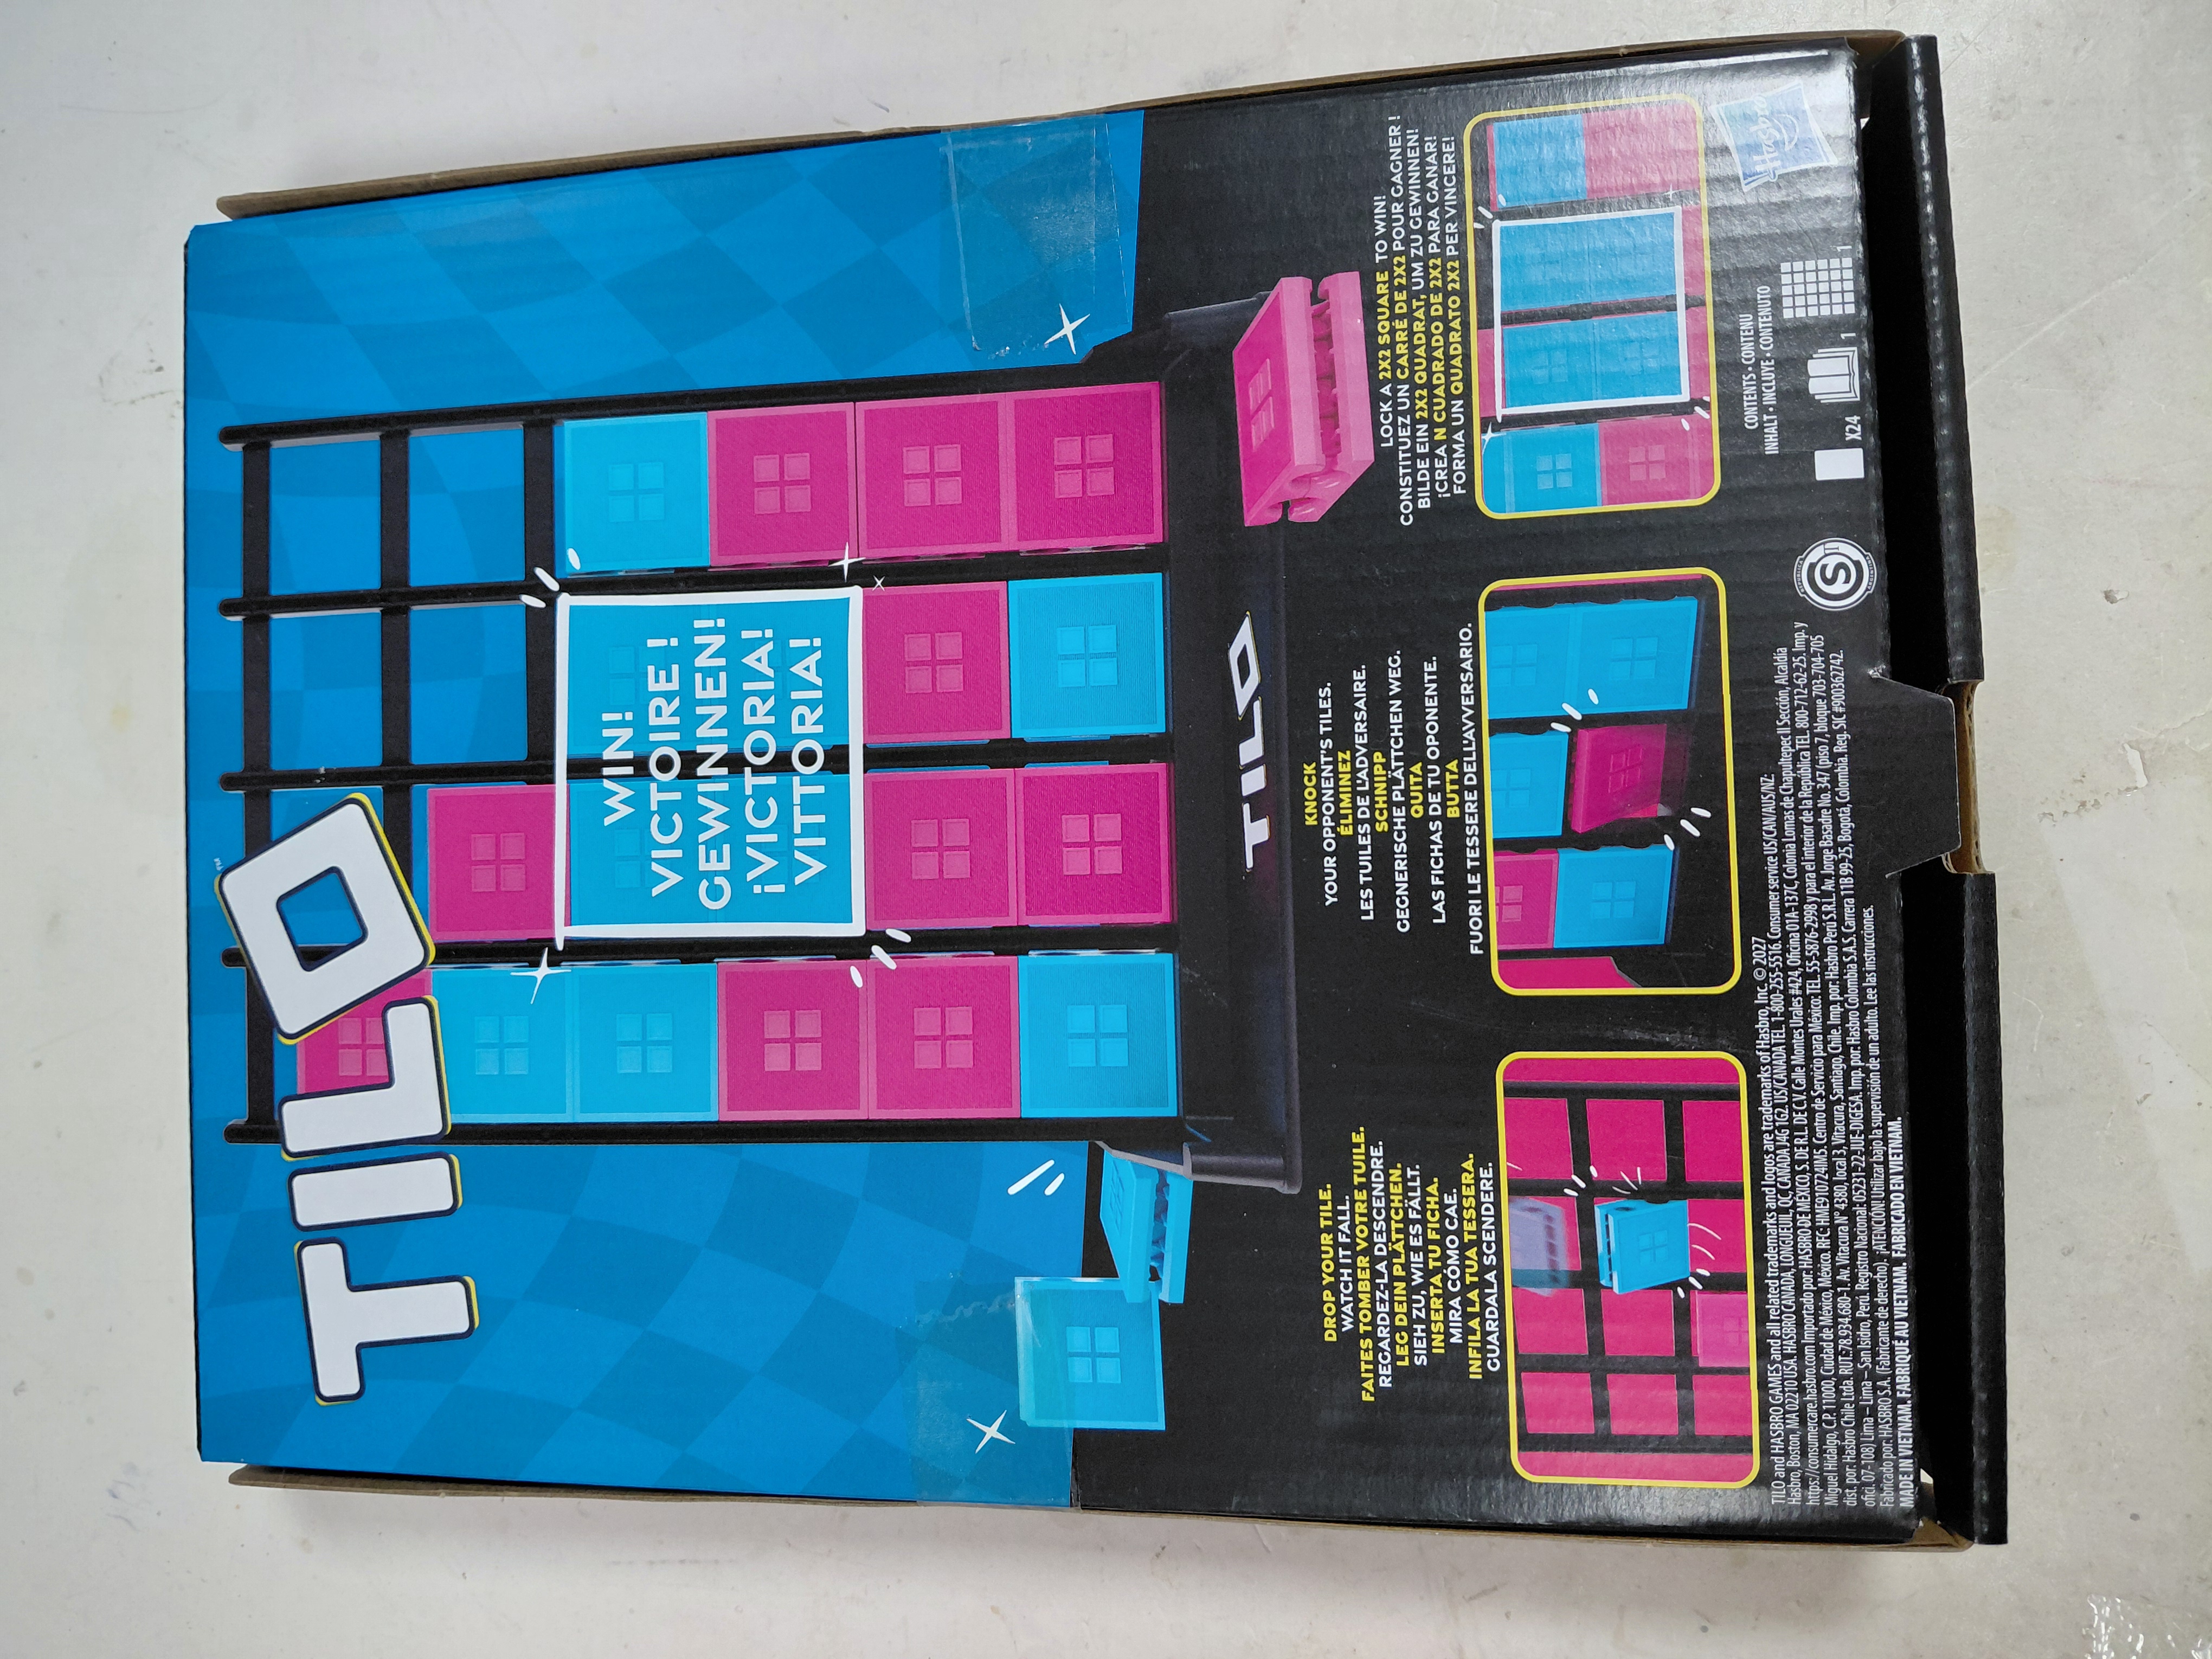 TILO
TM
WIN!
VICTOIRE !
GEWINNEN!
¡VICTORIA!
VITTORIA!
TILO
DROP YOUR TILE.
WATCH IT FALL.
FAITES TOMBER VOTRE TUILE.
REGARDEZ-LA DESCENDRE.
LEG DEIN PLÄTTCHEN.
SIEH ZU, WIE ES FÄLLT.
INSERTA TU FICHA.
MIRA CÓMO CAE.
INFILA LA TUA TESSERA.
GUARDALA SCENDERE.
KNOCK
YOUR OPPONENT'S TILES.
ÉLIMINEZ
LES TUILES DE L'ADVERSAIRE.
SCHNIPP
GEGNERISCHE PLÄTTCHEN WEG.
QUITA
LAS FICHAS DE TU OPONENTE.
BUTTA
FUORI LE TESSERE DELL'AVVERSARIO.
LOCK A 2X2 SQUARE TO WIN!
CONSTITUEZ UN CARRÉ DE 2X2 POUR GAGNER !
BILDE EIN 2X2 QUADRAT, UM ZU GEWINNEN!
¡CREA N CUADRADO DE 2X2 PARA GANAR!
FORMA UN QUADRATO 2X2 PER VINCERE!
TILO and HASBRO GAMES and all related trademarks and logos are trademarks of Hasbro, Inc. © 2027
Hasbro, Boston, MA 02210 USA. HASBRO CANADA, LONGUEUIL, QC, CANADA J4G 1G2. US/CANADA TEL. 1-800-255-5516. Consumer service US/CAN/AUS/NZ:
https://consumercare.hasbro.com Importado por: HASBRO DE MÉXICO, S. DE R.L. DE C.V. Calle Montes Urales #424, Oficina 01A-137C, Colonia Lomas de Chapultepec II Sección, Alcaldía
Miguel Hidalgo, C.P. 11000, Ciudad de México, México. RFC: HME910724IM5. Centro de Servicio para México: TEL. 55-5876-2998 y para el interior de la República TEL. 800-712-62-25. Imp. y
dist. por: Hasbro Chile Ltda. RUT.:78.934.680-1. Av. Vitacura N° 4380, local 3, Vitacura, Santiago, Chile. Imp. por: Hasbro Perú S.R.L. Av. Jorge Basadre No. 347 (piso 7, bloque 703-704-705
ofici. 07-108) Lima – Lima – San Isidro, Perú. Registro Nacional: 05231-22-JUE-DIGESA. Imp. por: Hasbro Colombia S.A.S. Carrera 11B 99-25, Bogotá, Colombia. Reg. SIC #900362742.
Fabricado por: HASBRO S.A. (Fabricante de derecho). ¡ATENCIÓN! Utilizar bajo la supervisión de un adulto. Lee las instrucciones.
MADE IN VIETNAM. FABRIQUÉ AU VIETNAM. FABRICADO EN VIETNAM.
REPUBLICA
S
ARGENTINA
CONTENTS • CONTENU
INHALT • INCLUYE • CONTENUTO
X24
1
1
Hasbro